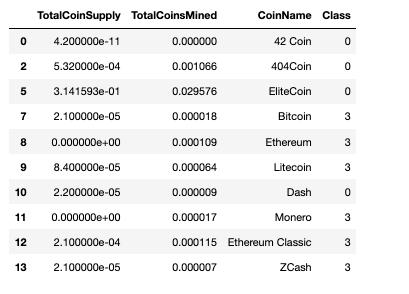 TotalCoinSupply TotalCoinsMined CoinName Class
0 4.200000e-11 0.000000 42 Coin 0
2 5.320000e-04 0.001066 404Coin 0
5 3.141593e-01 0.029576 EliteCoin 0
7 2.100000e-05 0.000018 Bitcoin 3
8 0.000000e+00 0.000109 Ethereum 3
9 8.400000e-05 0.000064 Litecoin 3
10 2.200000e-05 0.000009 Dash 0
11 0.000000e+00 0.000017 Monero 3
12 2.100000e-04 0.000115 Ethereum Classic 3
13 2.100000e-05 0.000007 ZCash 3